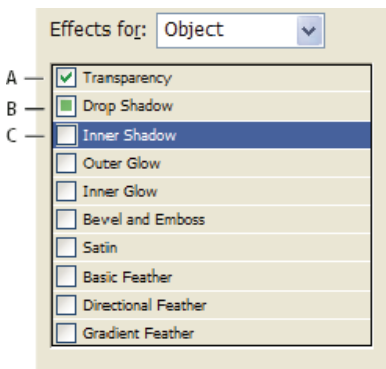 Effects for: Object
A Transparency
B Drop Shadow
C Inner Shadow
Outer Glow
Inner Glow
Bevel and Emboss
Satin
Basic Feather
Directional Feather
Gradient Feather